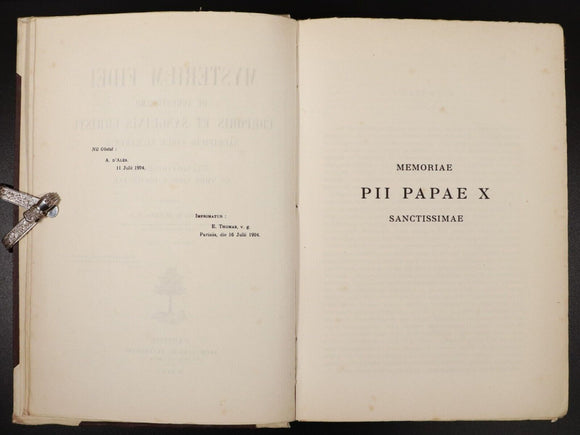 Nil Obstat :
A. D'ALÈS.
11 Julii 1924.
IMPRIMATUR :
E. THOMAS, v. g.
Parisiis, die 16 Julii 1924.
MEMORIAE
PII PAPAE X
SANCTISSIMAE